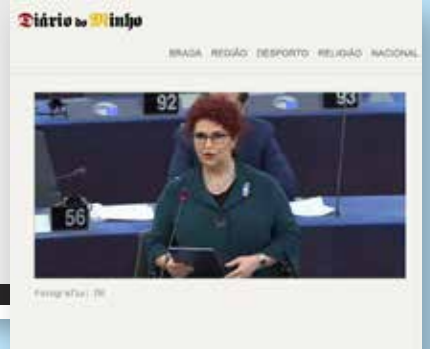 Diário do Minho
BRAGA REGIÃO DESPORTO RELIGIÃO NACIONAL
92
93
56
Fotografia: DR